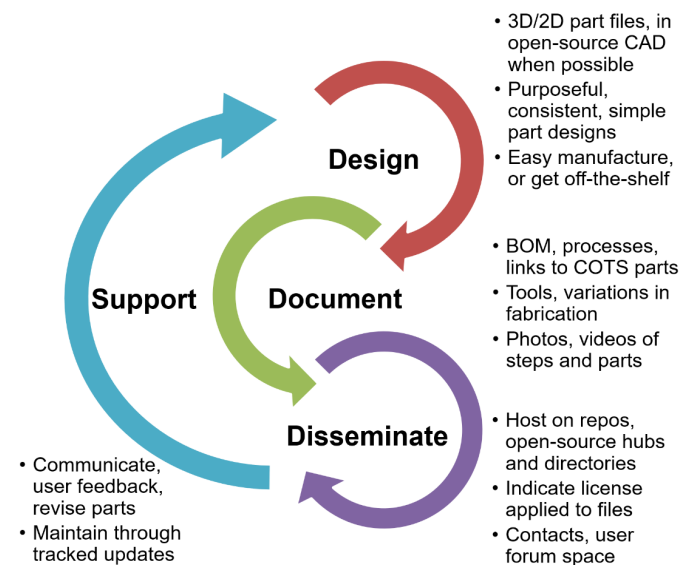 • 3D/2D part files, in
open-source CAD
when possible
• Purposeful,
consistent, simple
part designs
• Easy manufacture,
or get off-the-shelf
Design
• BOM, processes,
links to COTS parts
• Tools, variations in
fabrication
• Photos, videos of
steps and parts
Support
Document
Disseminate
• Host on repos,
open-source hubs
and directories
• Indicate license
applied to files
• Contacts, user
forum space
• Communicate,
user feedback,
revise parts
• Maintain through
tracked updates